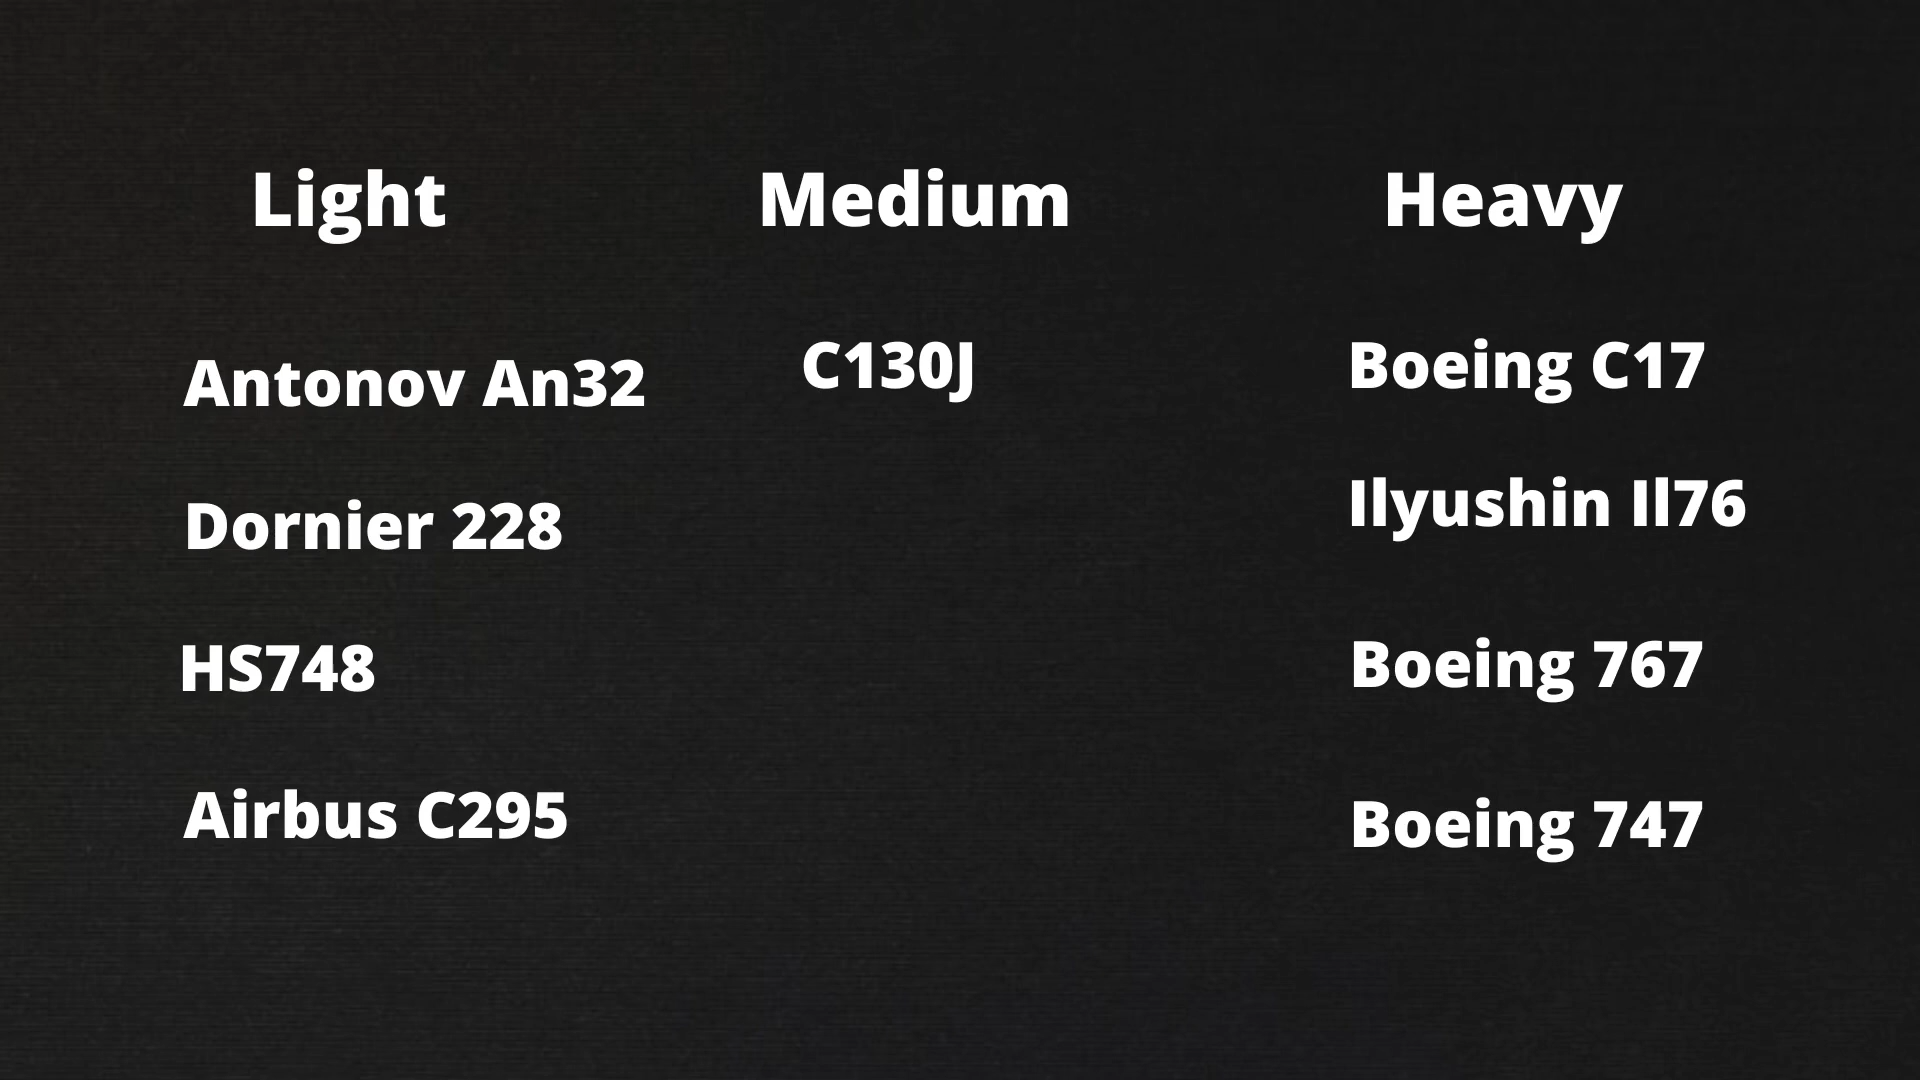 Light
Antonov An32
Dornier 228
HS748
Airbus C295
Medium
C130J
Heavy
Boeing C17
Ilyushin Il76
Boeing 767
Boeing 747